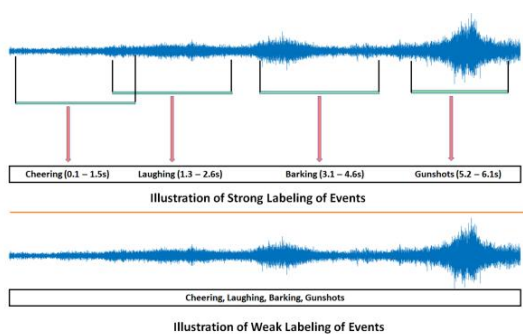 Cheering (0.1 – 1.5s) Laughing (1.3 – 2.6s) Barking (3.1 – 4.6s) Gunshots (5.2 – 6.1s)
Illustration of Strong Labeling of Events
Cheering, Laughing, Barking, Gunshots
Illustration of Weak Labeling of Events